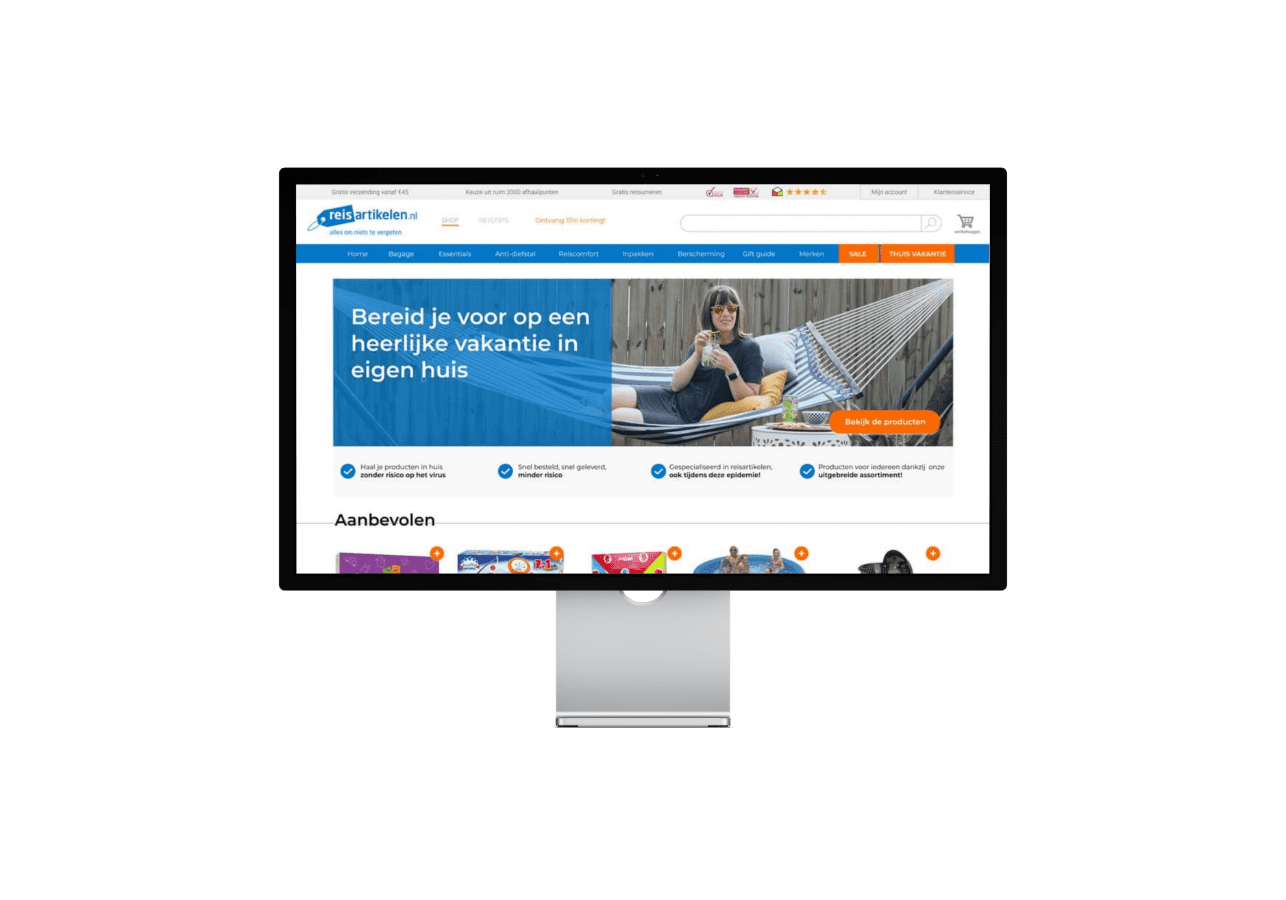 Gratis verzending vanaf €45
Keuze uit ruim 2000 afhaalpunten
Gratis retourneren
Mijn account
Klantenservice
reisartikelen.nl
alles om niets te vergeten
SHOP
REISTIPS
Ontvang 10% korting!
winkelwagen
Home
Bagage
Essentials
Anti-diefstal
Reiscomfort
Inpakken
Berscherming
Gift guide
Merken
SALE
THUIS VAKANTIE
Bereid je voor op een
heerlijke vakantie in
eigen huis
Bekijk de producten
Haal je producten in huis
zonder risico op het virus
Snel besteld, snel geleverd,
minder risico
Gespecialiseerd in reisartikelen,
ook tijdens deze epidemie!
Producten voor iedereen dankzij onze
uitgebreide assortiment!
Aanbevolen